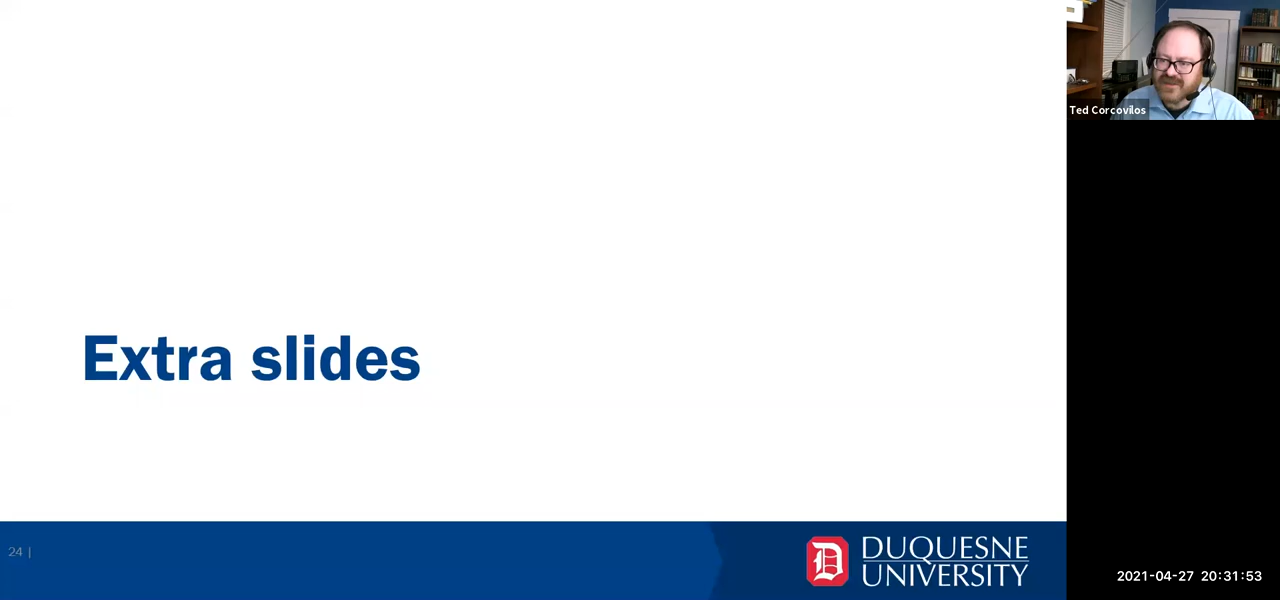 Ted Corcovilos
Extra slides
24 |
D DUQUESNE
UNIVERSITY
2021-04-27 20:31:53